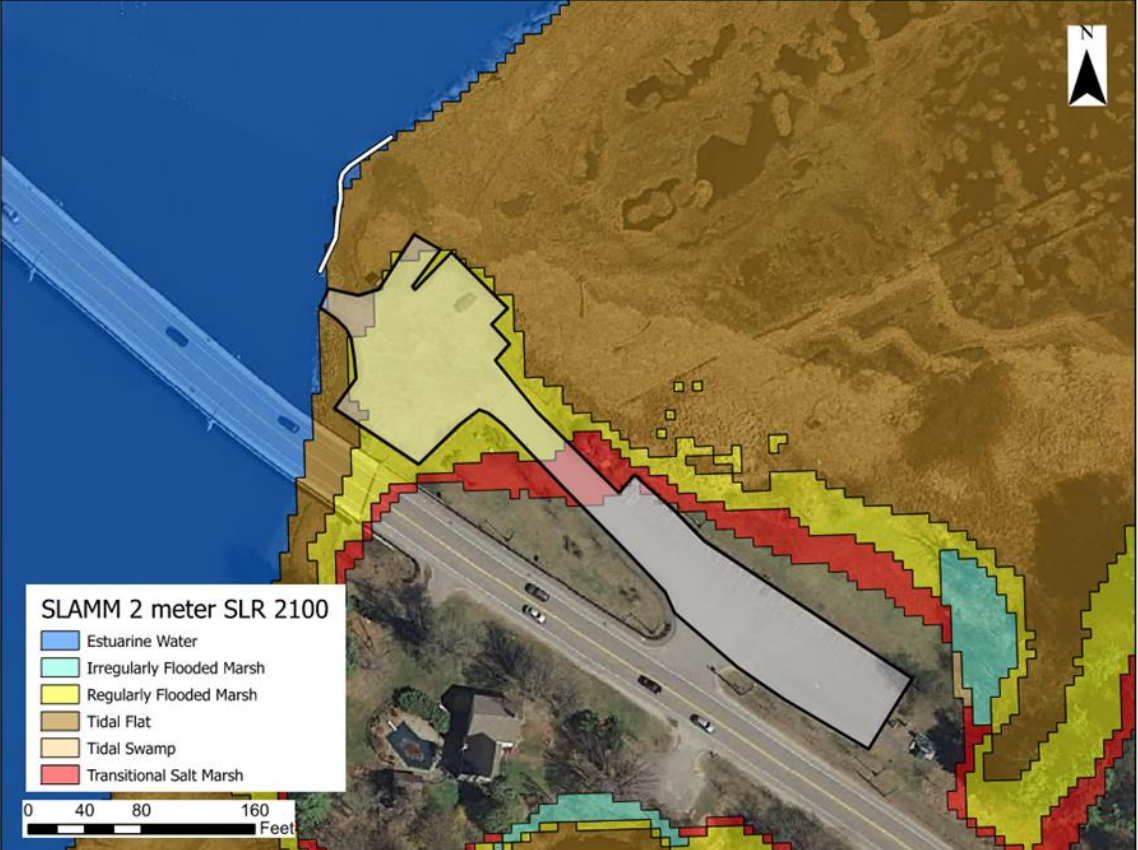 N
SLAMM 2 meter SLR 2100
Estuarine Water
Irregularly Flooded Marsh
Regularly Flooded Marsh
Tidal Flat
Tidal Swamp
Transitional Salt Marsh
0 40 80 160
Feet